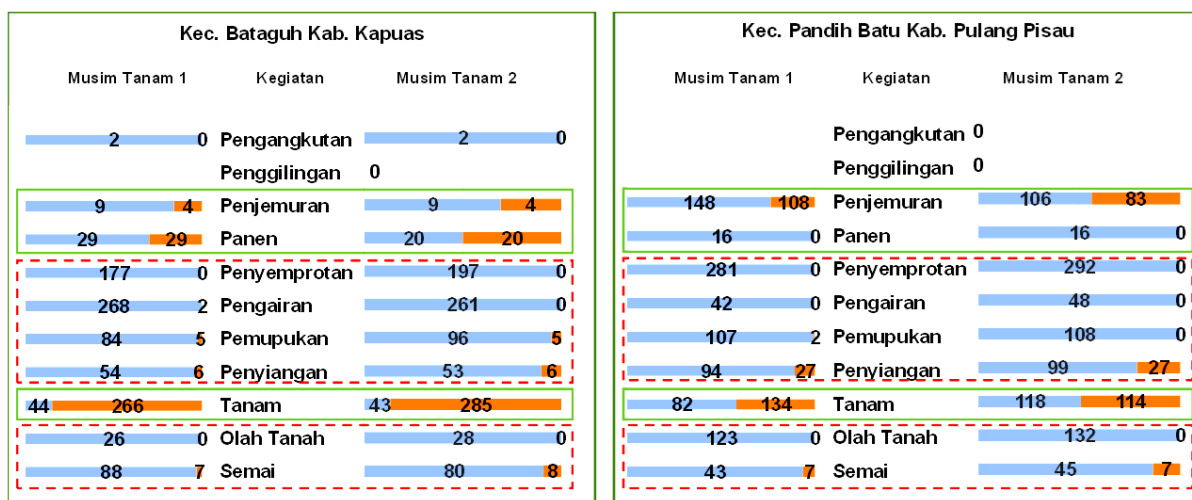 Kec. Bataguh Kab. Kapuas
Musim Tanam 1 Kegiatan Musim Tanam 2
2 0 Pengangkutan 2 0
Penggilingan 0
9 4 Penjemuran 9 4
29 29 Panen 20 20
177 0 Penyemprotan 197 0
268 2 Pengairan 261 0
84 5 Pemupukan 96 5
54 6 Penyiangan 53 6
44 266 Tanam 43 285
26 0 Olah Tanah 28 0
88 7 Semai 80 8
Kec. Pandih Batu Kab. Pulang Pisau
Musim Tanam 1 Kegiatan Musim Tanam 2
Pengangkutan 0
Penggilingan 0
148 108 Penjemuran 106 83
16 0 Panen 16 0
281 0 Penyemprotan 292 0
42 0 Pengairan 48 0
107 2 Pemupukan 108 0
94 27 Penyiangan 99 27
82 134 Tanam 118 114
123 0 Olah Tanah 132 0
43 7 Semai 45 7